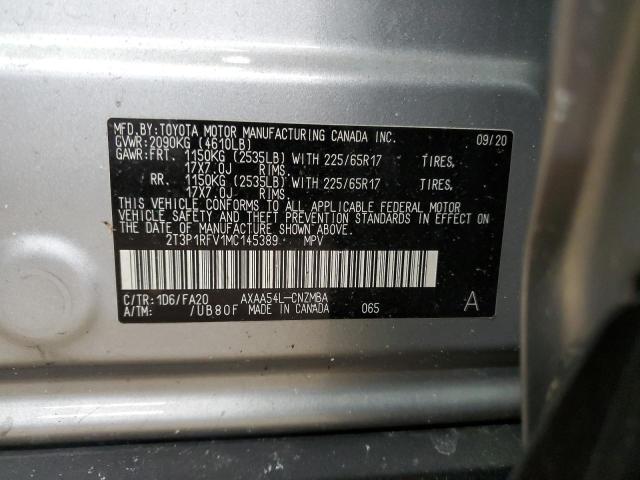 MFD. BY: TOYOTA MOTOR MANUFACTURING CANADA INC. 09/20
GVWR: 2090KG (4610LB)
GAWR: FRT. 1150KG (2535LB) WITH 225/65R17 TIRES,
17X7.0J RIMS.
RR. 1150KG (2535LB) WITH 225/65R17 TIRES,
17X7.0J RIMS.
THIS VEHICLE CONFORMS TO ALL APPLICABLE FEDERAL MOTOR
VEHICLE SAFETY AND THEFT PREVENTION STANDARDS IN EFFECT ON
THE DATE OF MANUFACTURE SHOWN ABOVE.
2T3P1RFV1MC145389 MPV
C/TR: 1D6/FA20 AXAA54L-CNZMBA A
A/TM: /UB80F MADE IN CANADA 065